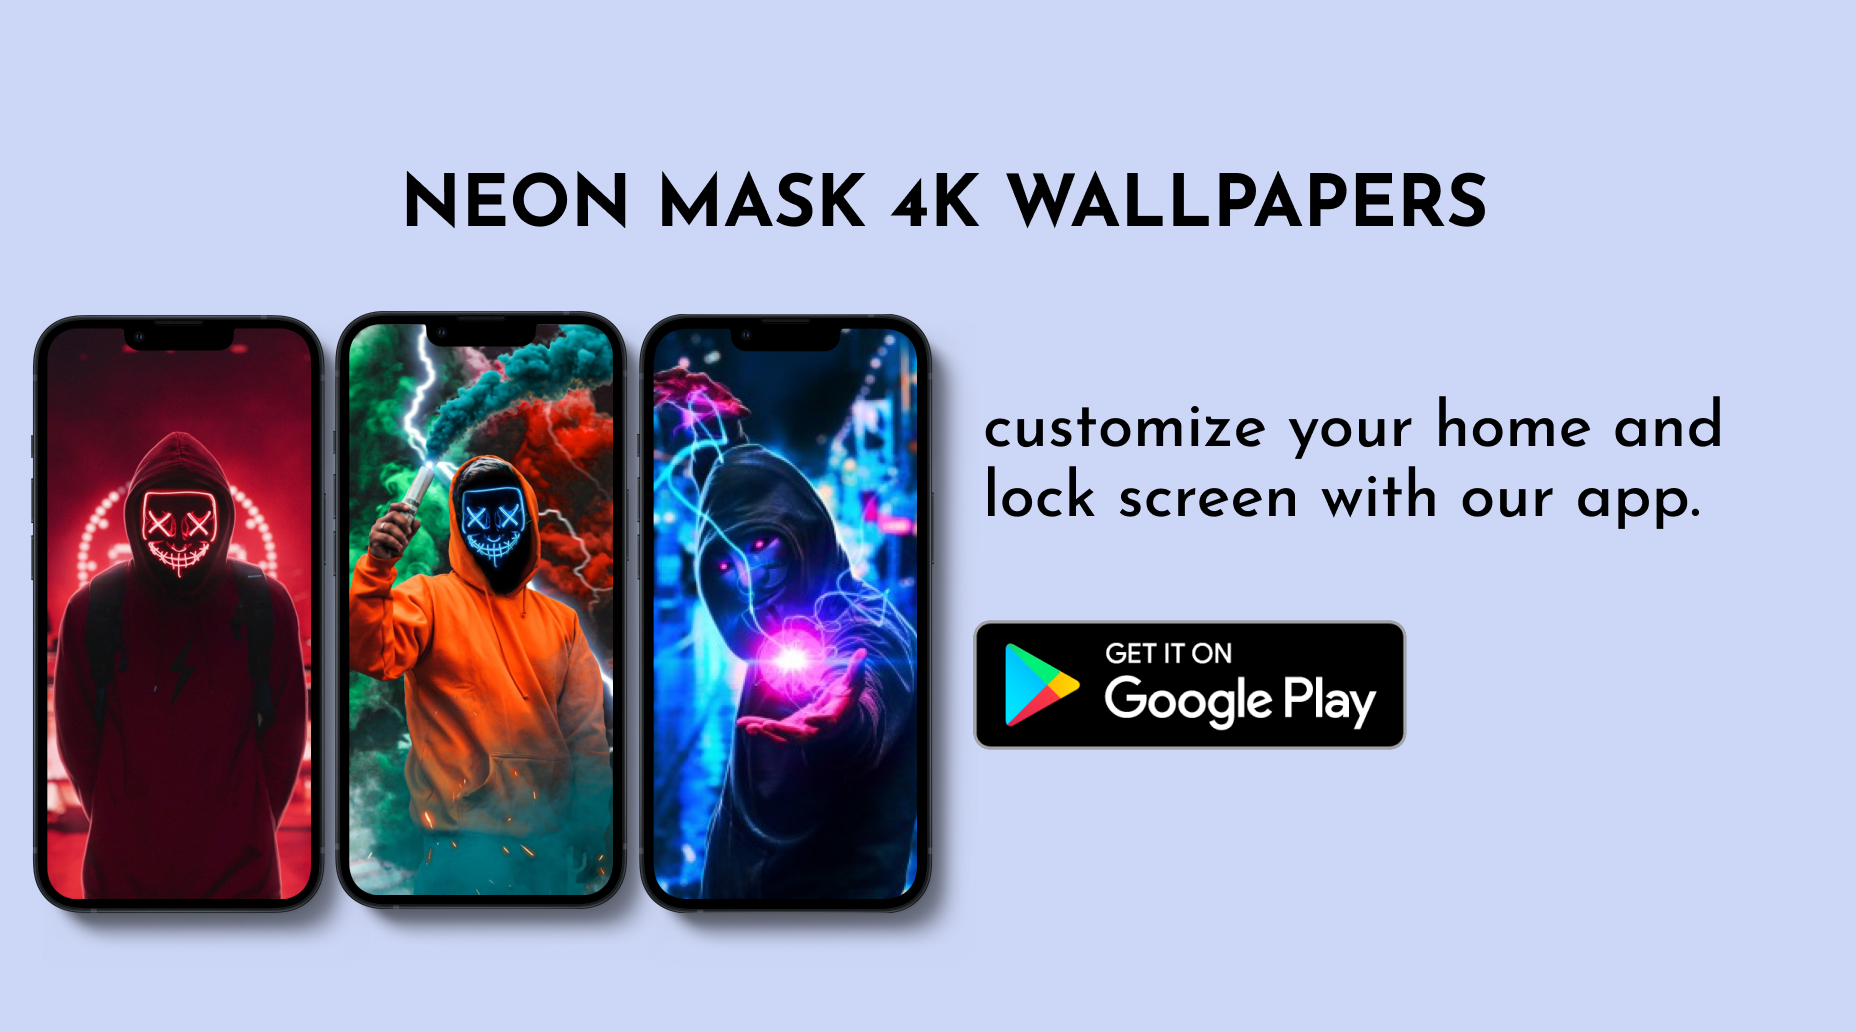 NEON MASK 4K WALLPAPERS
customize your home and
lock screen with our app.
GET IT ON
Google Play